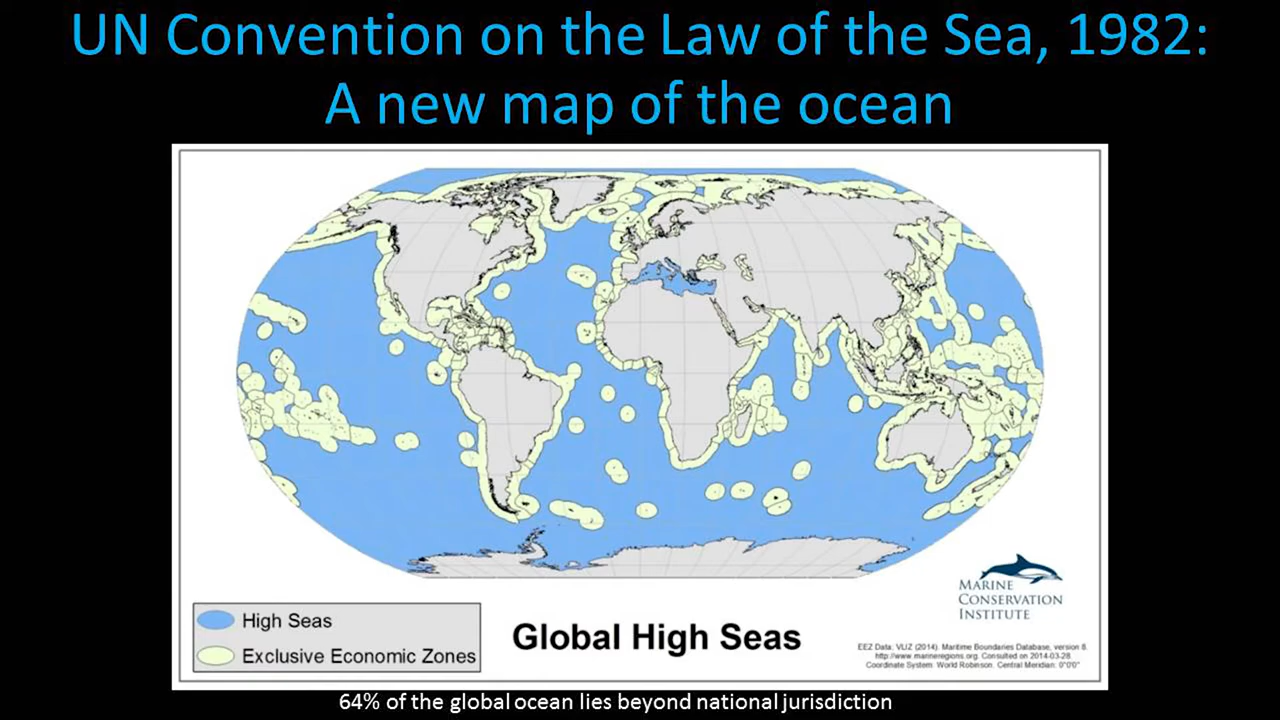 UN Convention on the Law of the Sea, 1982:
A new map of the ocean
MARINE
CONSERVATION
INSTITUTE
High Seas
Exclusive Economic Zones
Global High Seas
EEZ Data: VLIZ (2014). Maritime Boundaries Database, version 8.
http://www.marineregions.org. Consulted on 2014-03-28.
Coordinate System: World Robinson. Central Meridian: 0°0'0"
64% of the global ocean lies beyond national jurisdiction